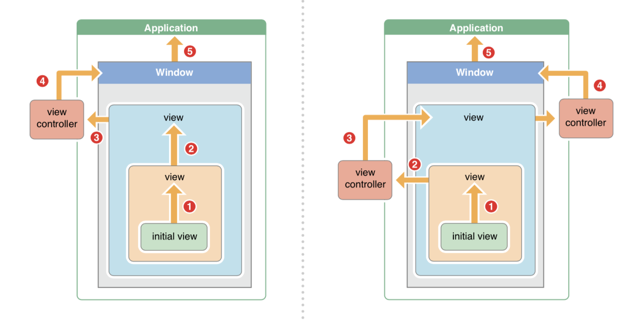 Application
5
Window
4
view
controller
3
view
2
view
1
initial view
Application
5
Window
4
view
controller
3
view
2
view
controller
view
1
initial view